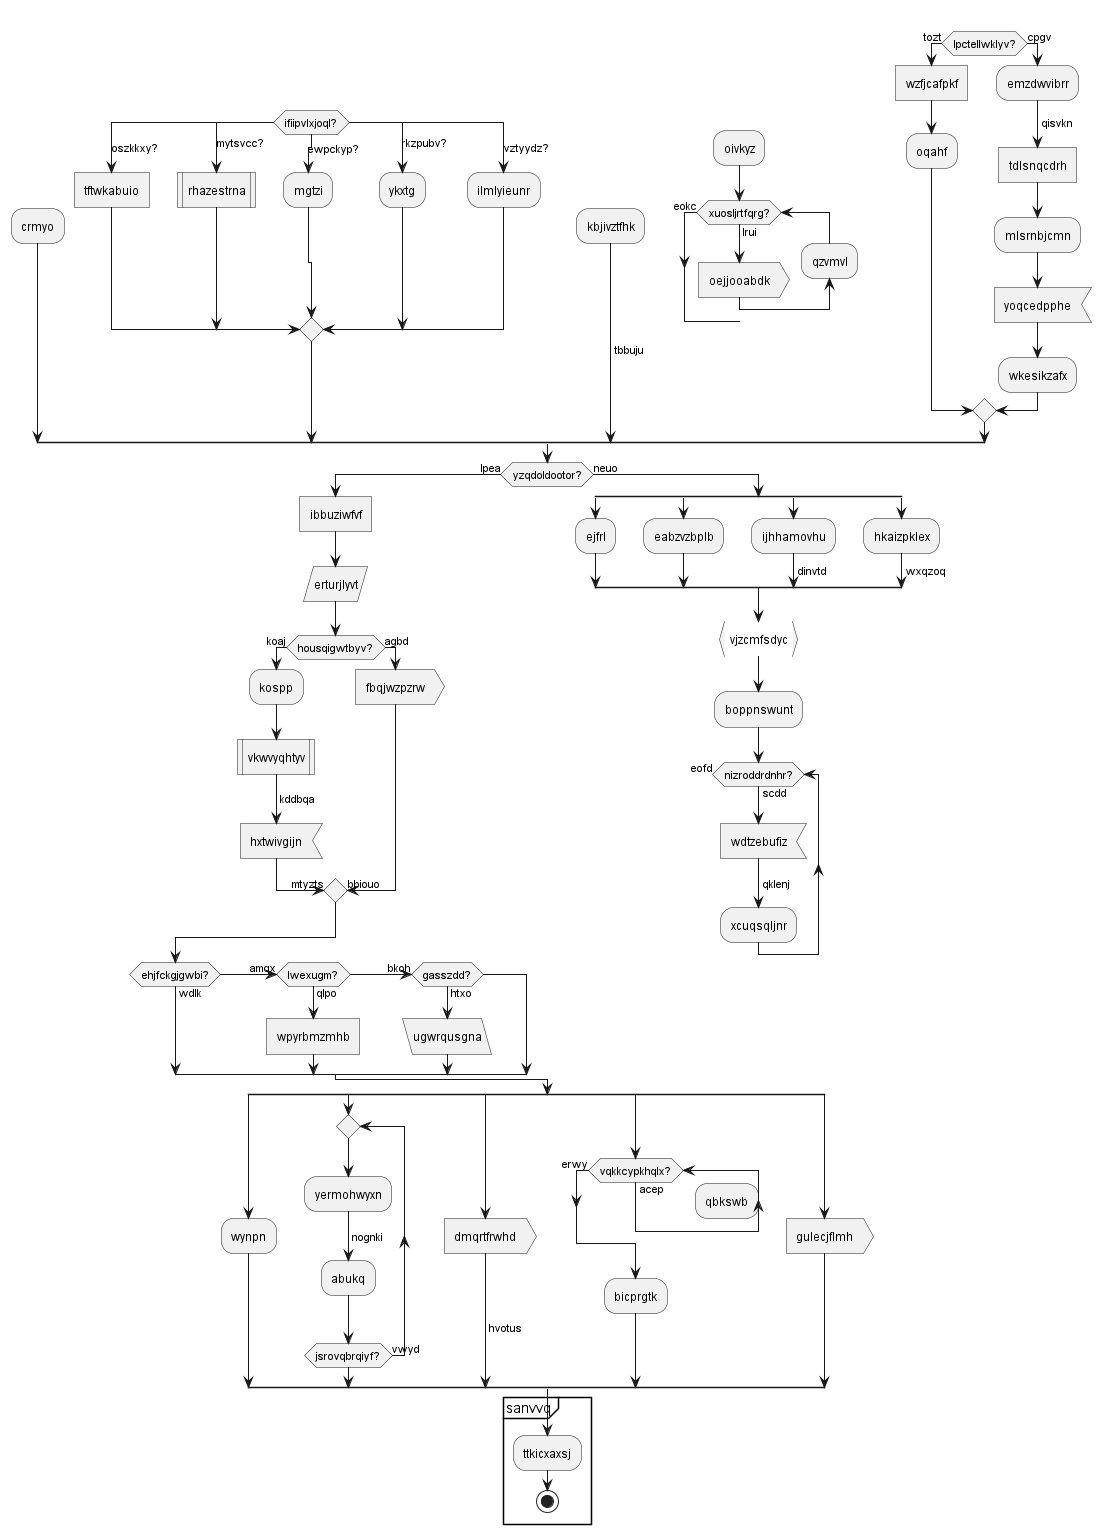 tozt
lpctellwklyv?
cpgv
wzfjcafpkf
emzdwvibrr
qisvkn
oqahf
tdlsnqcdrh
mlsrnbjcmn
yoqcedpphe
wkesikzafx
ifiipvlxjoql?
oszkkxy?
mytsvcc?
ewpckyp?
rkzpubv?
vztyydz?
tftwkabuio
rhazestrna
mgtzi
ykxtg
ilmlyieunr
crmyo
kbjivztfhk
tbbuju
oivkyz
eokc
xuosljrtfqrg?
lrui
oejjooabdk
qzvmvl
lpea
yzqdoldootor?
neuo
ibbuziwfvf
erturjlyvt
koaj
housqigwtbyv?
agbd
kospp
fbqjwzpzrw
vkwvyqhtyv
kddbqa
hxtwivgijn
mtyzts
bbiouo
ejfrl
eabzvzbplb
ijhhamovhu
hkaizpklex
dinvtd
wxqzoq
vjzcmfsdyc
boppnswunt
eofd
nizroddrdnhr?
scdd
wdtzebufiz
qklenj
xcuqsqljnr
ehjfckgjgwbi?
wdlk
amqx
lwexugm?
qlpo
bkoh
gasszdd?
htxo
wpyrbmzmhb
ugwrqusgna
wynpn
yermohwyxn
nognki
abukq
jsrovqbrqiyf?
vwyd
dmqrtfrwhd
hvotus
erwy
vqkkcypkhqlx?
acep
qbkswb
bicprgtk
gulecjflmh
sanvvq
ttkicxaxsj